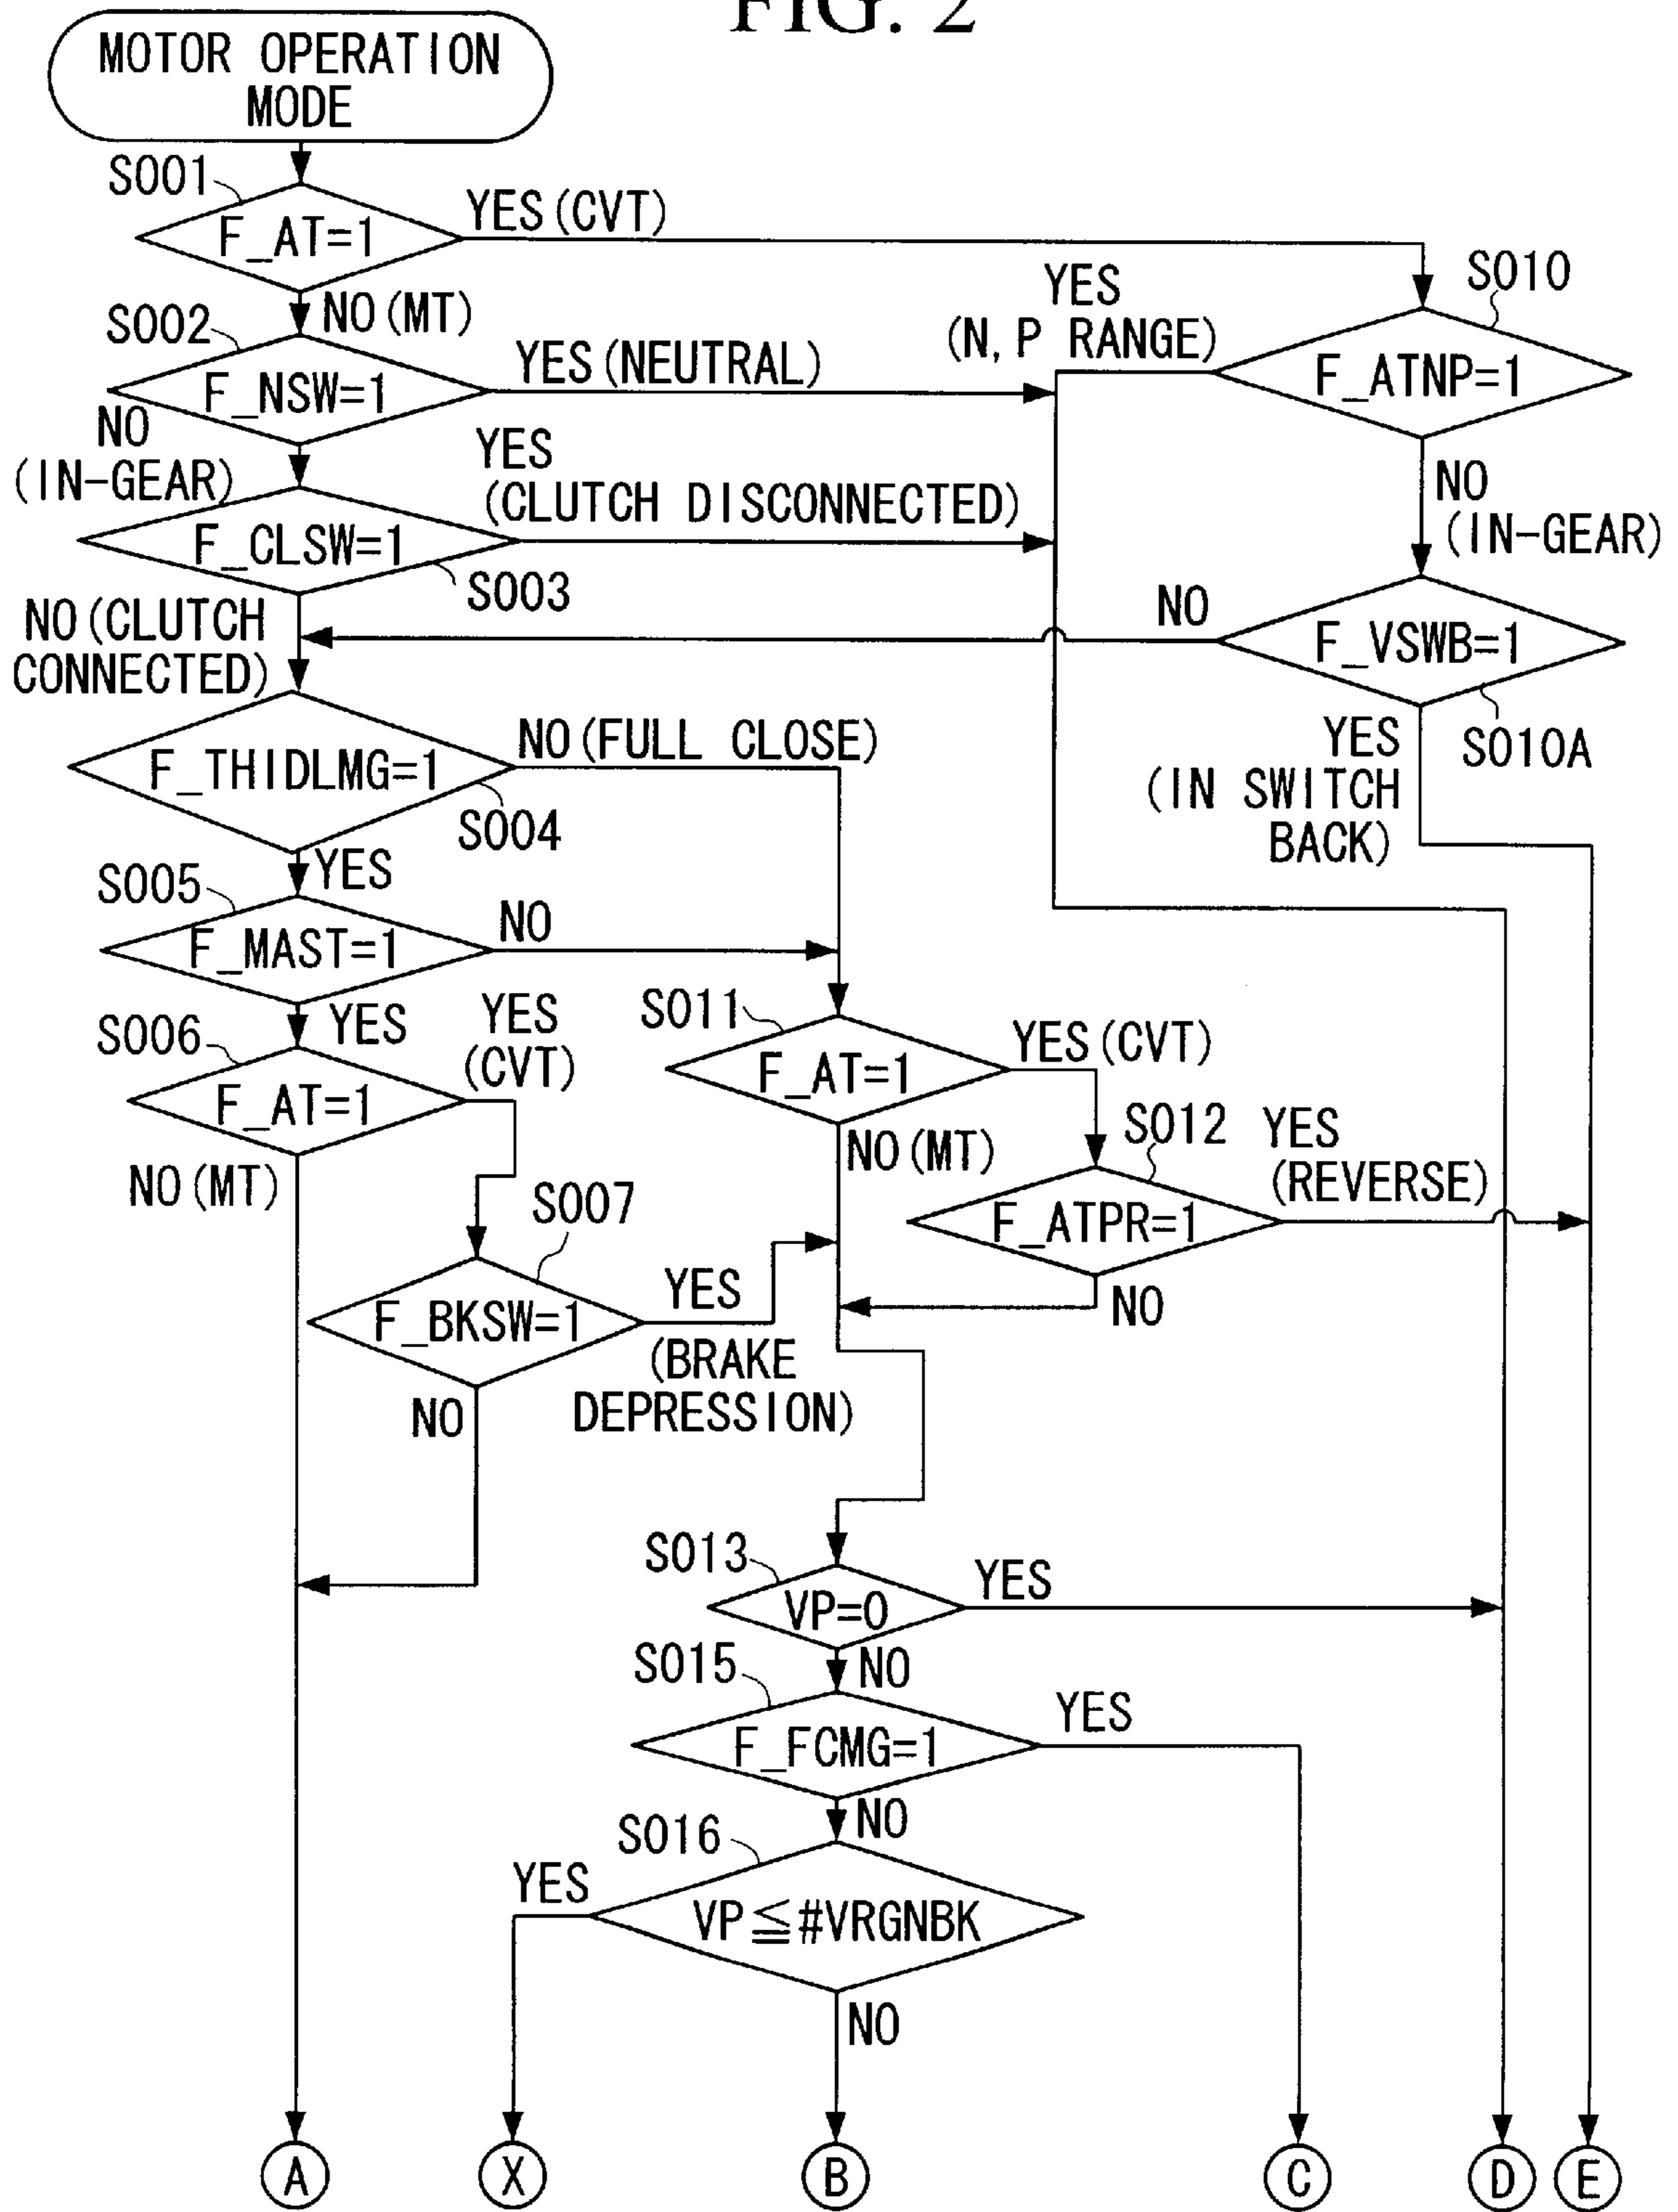 FIG. 2
MOTOR OPERATION
MODE
S001
F_AT=1
YES(CVT)
NO(MT)
S010
F_ATNP=1
YES
(N,P RANGE)
NO
(IN-GEAR)
S002
F_NSW=1
YES(NEUTRAL)
NO
(IN-GEAR)
YES
(CLUTCH DISCONNECTED)
F_CLSW=1
S003
NO(CLUTCH
CONNECTED)
NO
F_VSWB=1
S010A
YES
(IN SWITCH
BACK)
F_THIDLMG=1
NO(FULL CLOSE)
S004
YES
S005
F_MAST=1
NO
YES
S006
F_AT=1
YES
(CVT)
NO(MT)
S011
F_AT=1
YES(CVT)
NO(MT)
S012
F_ATPR=1
YES
(REVERSE)
NO
S007
F_BKSW=1
YES
(BRAKE
DEPRESSION)
NO
S013
VP=0
YES
NO
S015
F_FCMG=1
YES
NO
S016
VP≦#VRGNBK
YES
NO
A
X
B
C
D
E